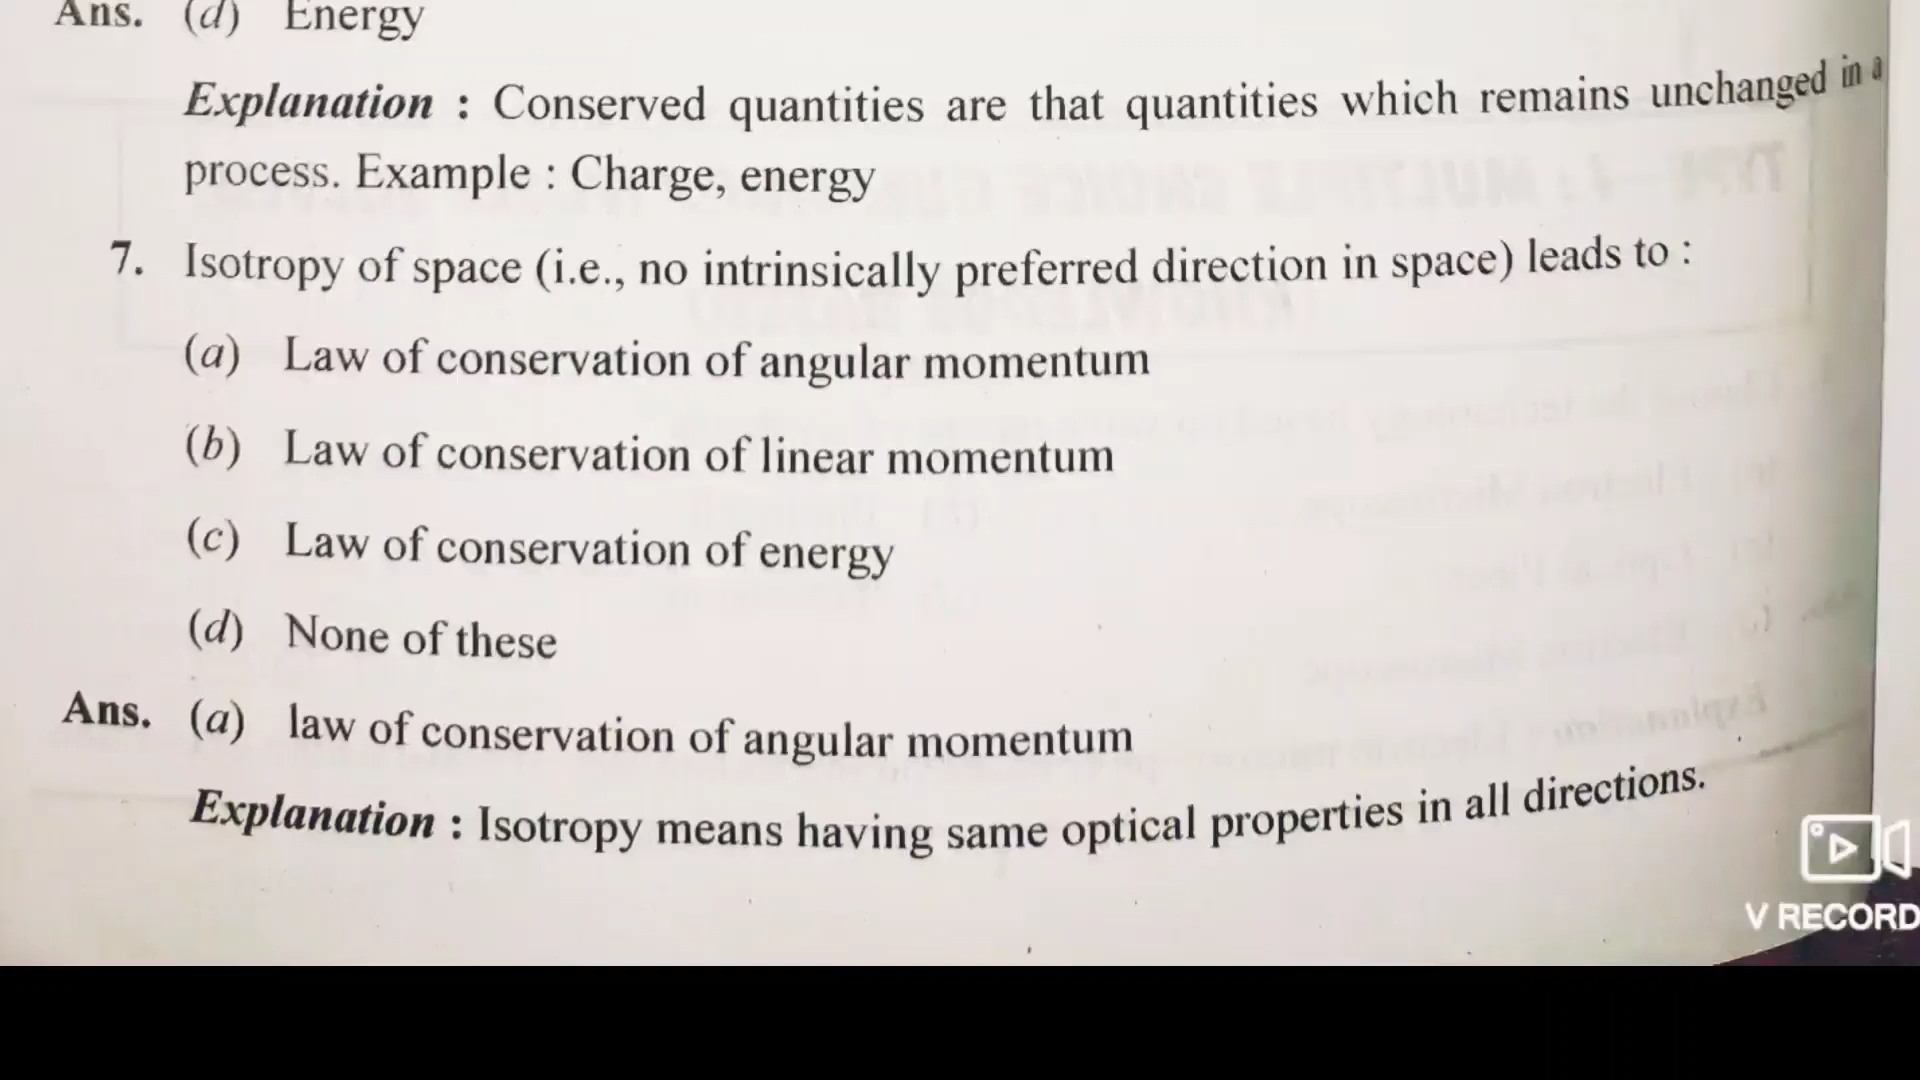 Ans. (d) Energy
Explanation : Conserved quantities are that quantities which remains unchanged in a
process. Example : Charge, energy
7. Isotropy of space (i.e., no intrinsically preferred direction in space) leads to :
(a) Law of conservation of angular momentum
(b) Law of conservation of linear momentum
(c) Law of conservation of energy
(d) None of these
Ans. (a) law of conservation of angular momentum
Explanation : Isotropy means having same optical properties in all directions.
V RECORD